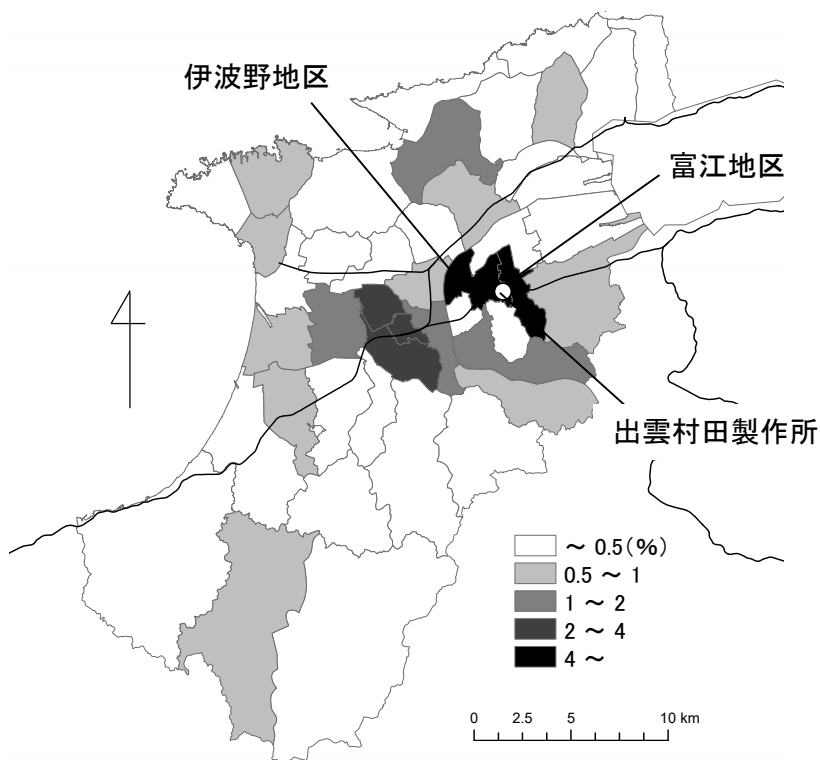 伊波野地区
富江地区
出雲村田製作所
～ 0.5(%)
0.5 ～ 1
1 ～ 2
2 ～ 4
4 ～
0 2.5 5 10 km